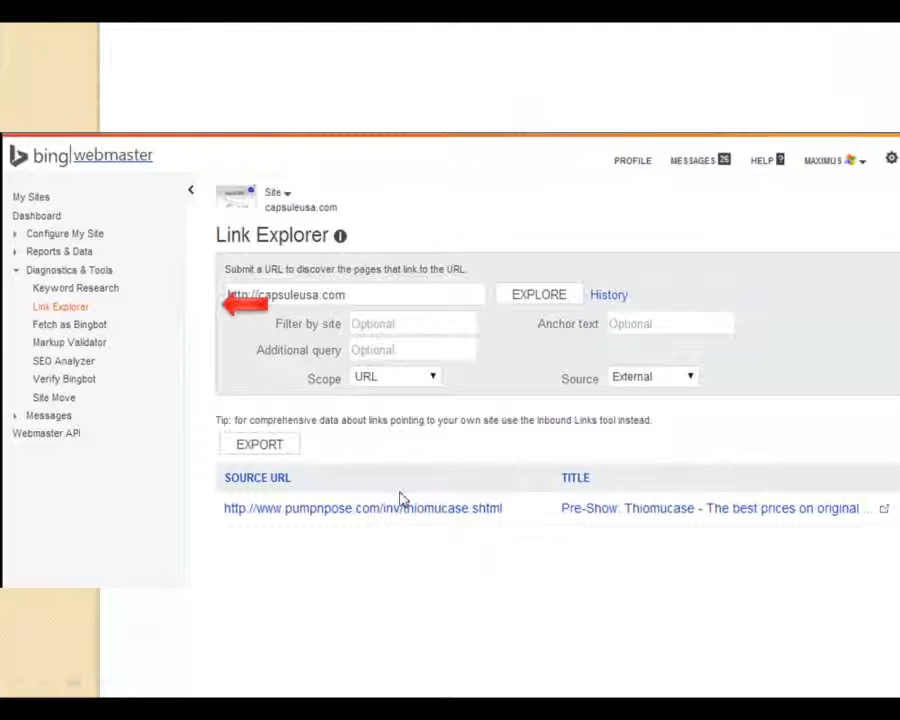 bing|webmaster
PROFILE MESSAGES 26 HELP ? MAXIMUS
My Sites
Dashboard
Configure My Site
Reports & Data
Diagnostics & Tools
Keyword Research
Link Explorer
Fetch as Bingbot
Markup Validator
SEO Analyzer
Verify Bingbot
Site Move
Messages
Webmaster API
Site
capsuleusa.com
Link Explorer
Submit a URL to discover the pages that link to the URL.
http://capsuleusa.com EXPLORE History
Filter by site Optional Anchor text Optional
Additional query Optional
Scope URL Source External
Tip: for comprehensive data about links pointing to your own site use the Inbound Links tool instead.
EXPORT
SOURCE URL TITLE
http://www.pumpnpose.com/inv/thiomucase.shtml Pre-Show: Thiomucase - The best prices on original ...